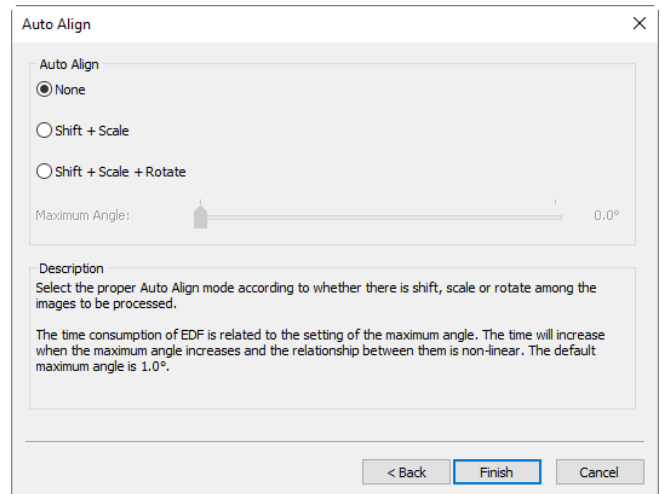 Auto Align
Auto Align
None
Shift + Scale
Shift + Scale + Rotate
Maximum Angle: 0.0°
Description
Select the proper Auto Align mode according to whether there is shift, scale or rotate among the
images to be processed.
The time consumption of EDF is related to the setting of the maximum angle. The time will increase
when the maximum angle increases and the relationship between them is non-linear. The default
maximum angle is 1.0°.
< Back Finish Cancel